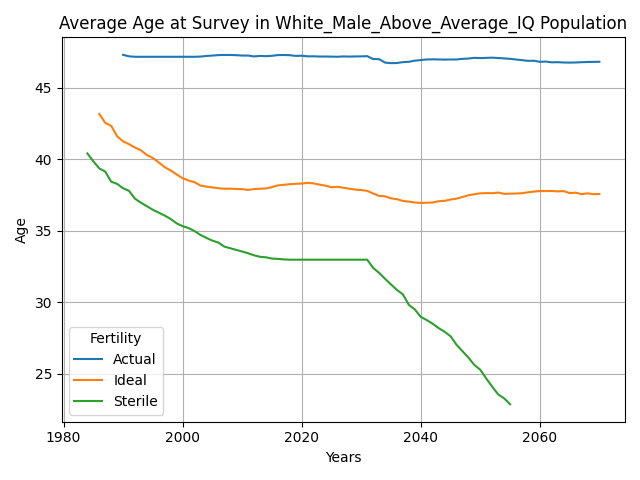 Average Age at Survey in White_Male_Above_Average_IQ Population
Age
45
40
35
30
25
Fertility
Actual
Ideal
Sterile
1980
2000
2020
2040
2060
Years